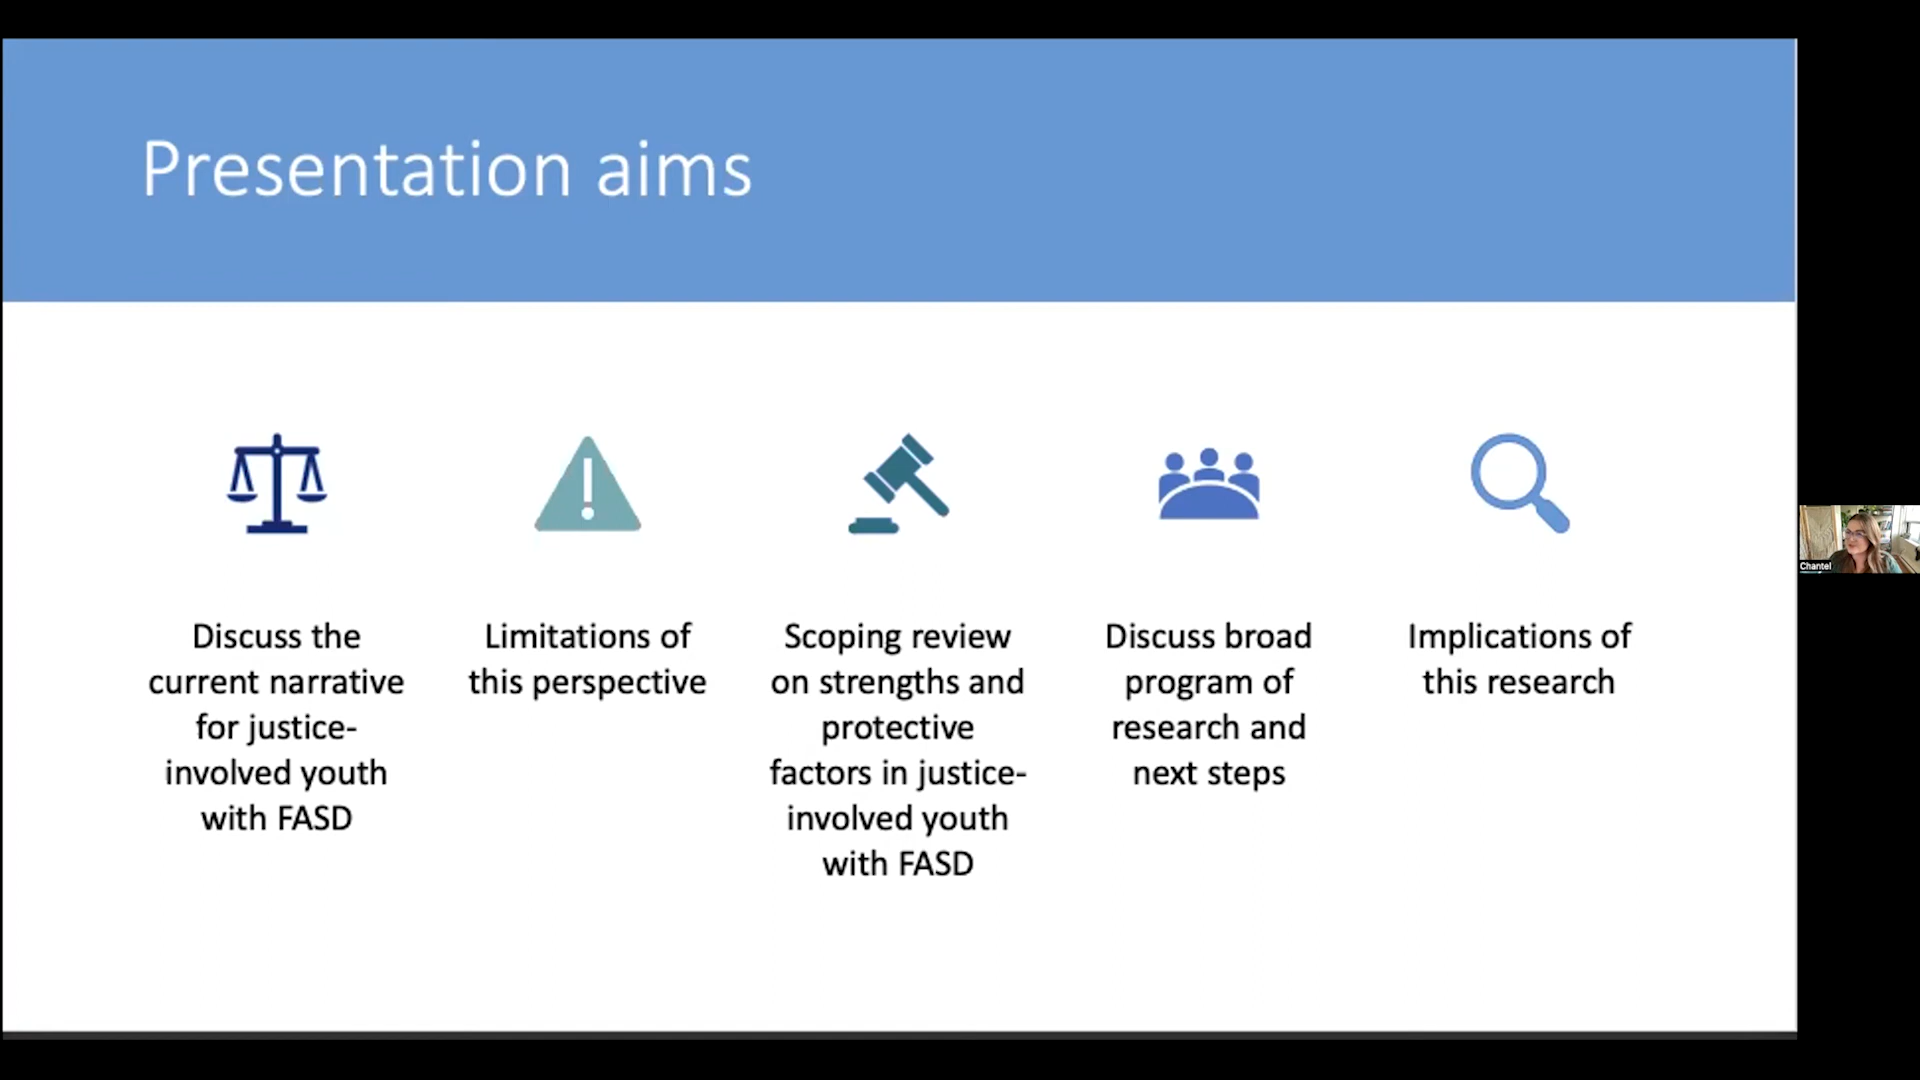 Presentation aims
Discuss the
current narrative
for justice-
involved youth
with FASD
Limitations of
this perspective
Scoping review
on strengths and
protective
factors in justice-
involved youth
with FASD
Discuss broad
program of
research and
next steps
Implications of
this research
Chantel